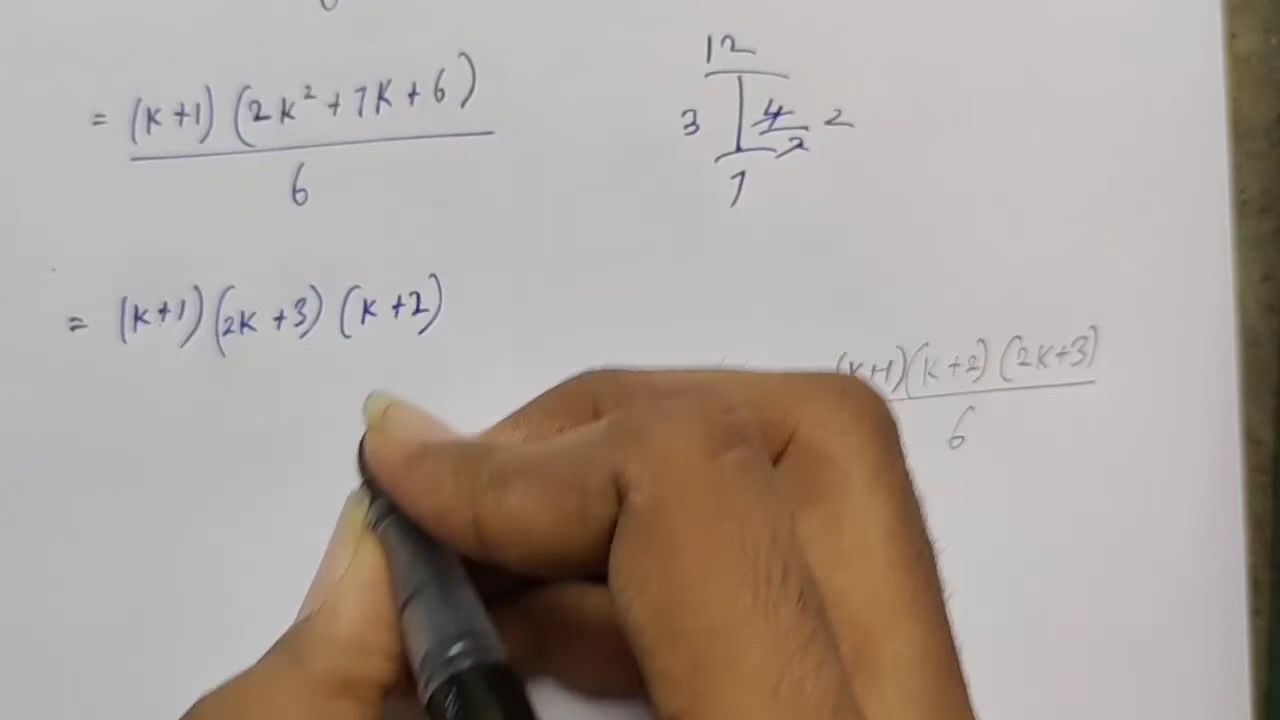 = (k+1) (2k² + 7k + 6)
6
12
3 4/2 2
7
= (k+1) (2k +3) (k +2)
(k+1) (k+2) (2k+3)
6